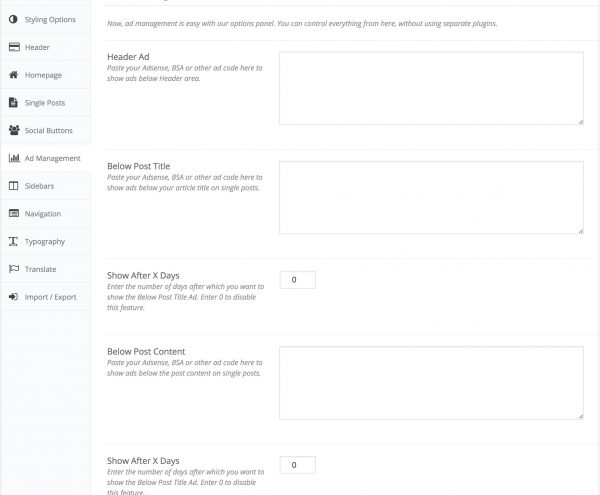 Now, ad management is easy with our options panel. You can control everything from here, without using separate plugins.
Styling Options
Header
Homepage
Single Posts
Social Buttons
Ad Management
Sidebars
Navigation
Typography
Translate
Import / Export
Header Ad
Paste your Adsense, BSA or other ad code here to
show ads below Header area.
Below Post Title
Paste your Adsense, BSA or other ad code here to
show ads below your article title on single posts.
Show After X Days
0
Enter the number of days after which you want to
show the Below Post Title Ad. Enter 0 to disable
this feature.
Below Post Content
Paste your Adsense, BSA or other ad code here to
show ads below the post content on single posts.
Show After X Days
0
Enter the number of days after which you want to
show the Below Post Title Ad. Enter 0 to disable
this feature.